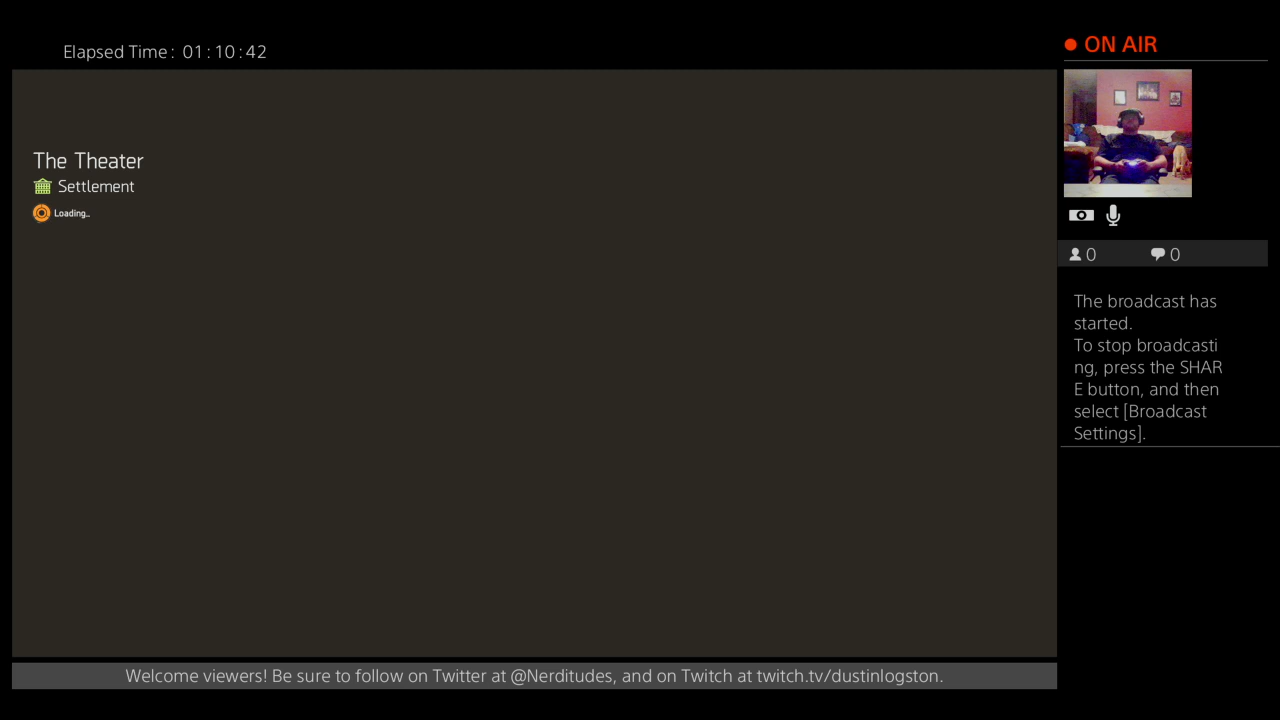 Elapsed Time: 01:10:42
ON AIR
The Theater
Settlement
Loading..
0 0
The broadcast has
started.
To stop broadcasti
ng, press the SHAR
E button, and then
select [Broadcast
Settings].
Welcome viewers! Be sure to follow on Twitter at @Nerditudes, and on Twitch at twitch.tv/dustinlogston.